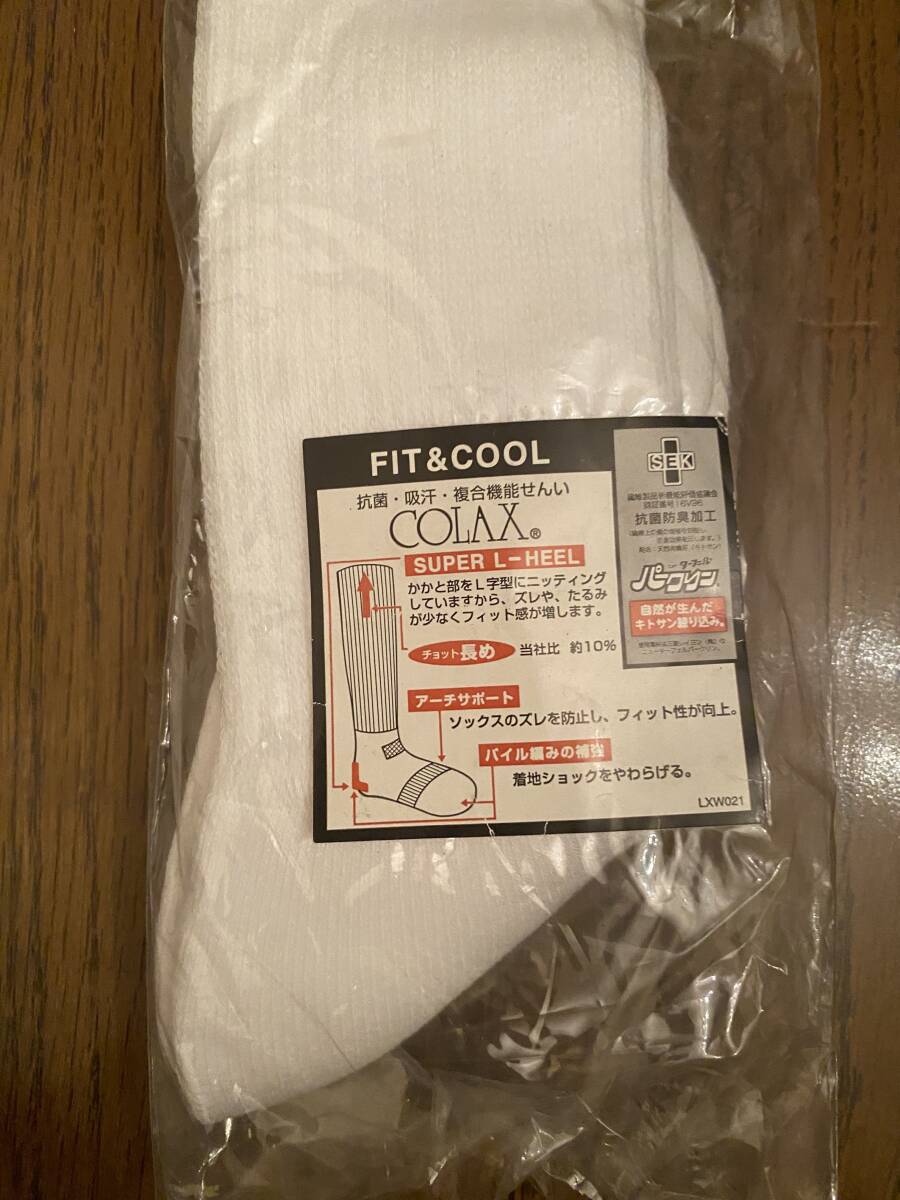 FIT&COOL
抗菌・吸汗・複合機能せんい
COLAX®
SUPER L-HEEL
かかと部をL字型にニッティング
していますから、ズレや、たるみ
が少なくフィット感が増します。
チョット長め 当社比 約10%
アーチサポート
ソックスのズレを防止し、フィット性が向上。
パイル編みの補強
着地ショックをやわらげる。
LXW021
SEK
抗菌防臭加工
パークリン
自然が生んだ
キトサン練り込み。